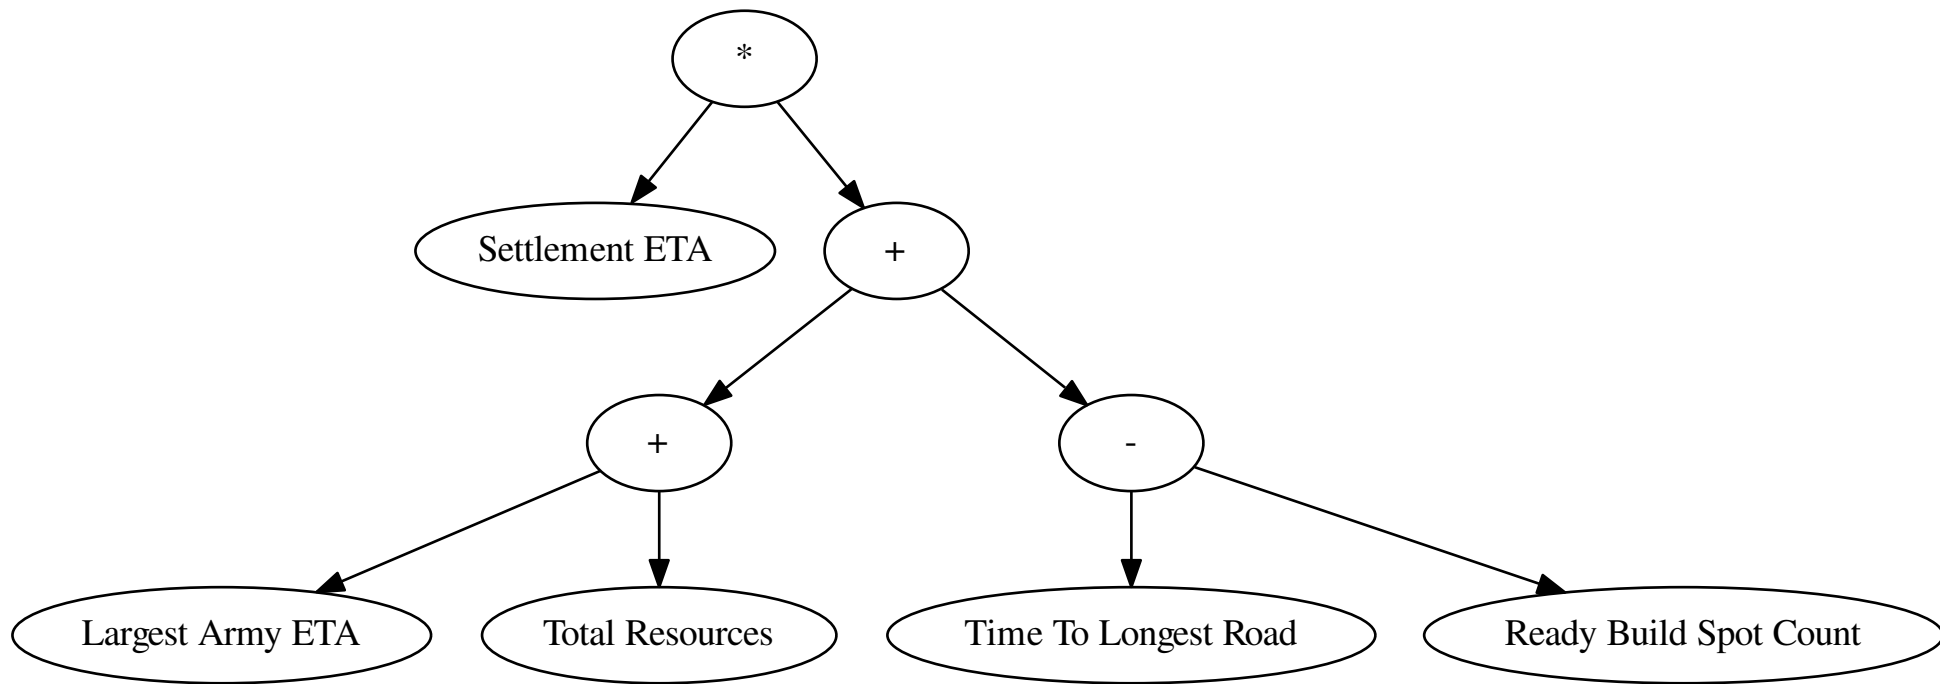 *
Settlement ETA
+
+
-
Largest Army ETA
Total Resources
Time To Longest Road
Ready Build Spot Count